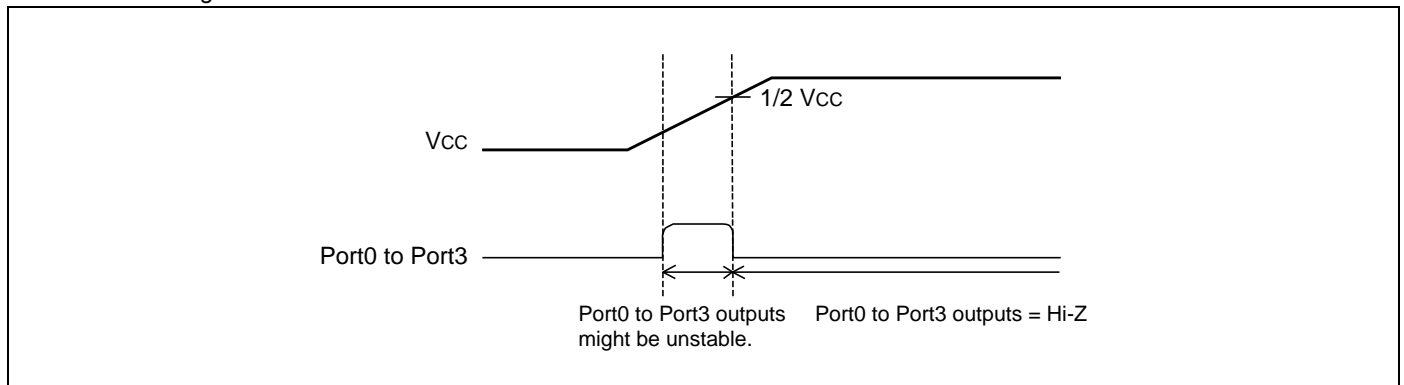 1/2 VCC
VCC
Port0 to Port3
Port0 to Port3 outputs
might be unstable.
Port0 to Port3 outputs = Hi-Z